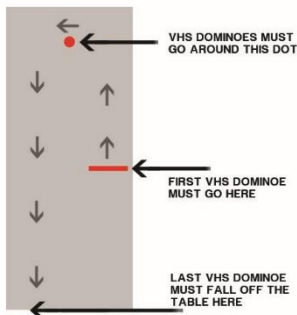 VHS DOMINOES MUST
GO AROUND THIS DOT
FIRST VHS DOMINOE
MUST GO HERE
LAST VHS DOMINOE
MUST FALL OFF THE
TABLE HERE